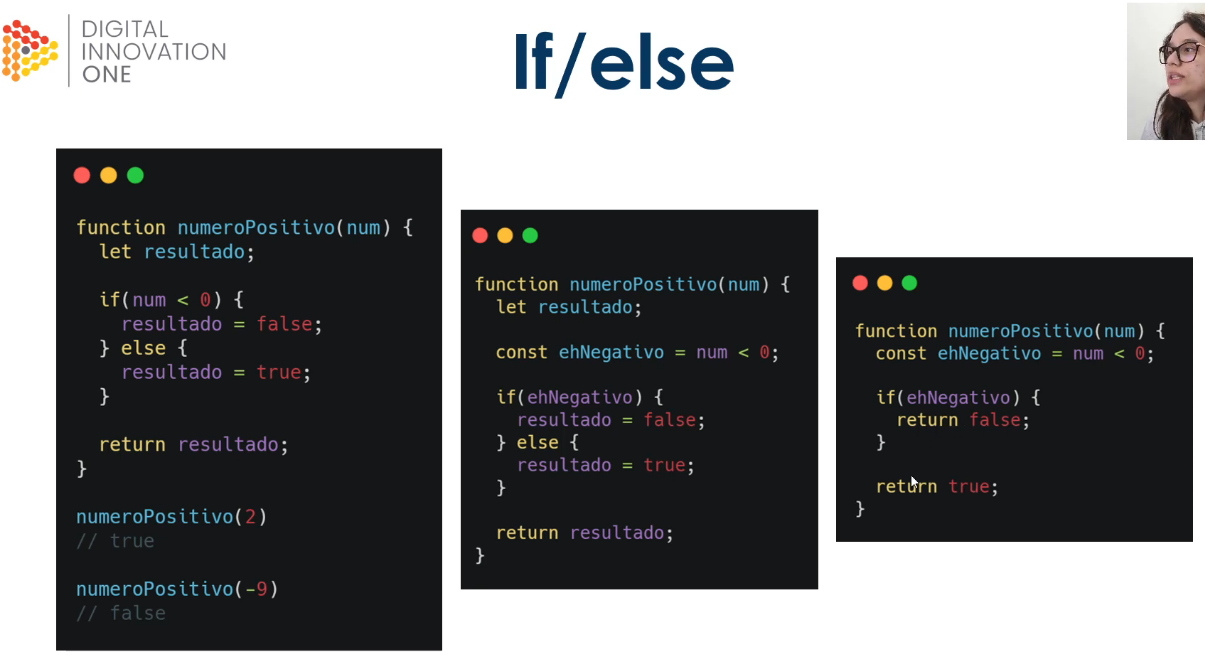 DIGITAL
INNOVATION
ONE
If/else
function numeroPositivo(num) {
  let resultado;
  if(num < 0) {
    resultado = false;
  } else {
    resultado = true;
  }
  return resultado;
}
numeroPositivo(2)
// true
numeroPositivo(-9)
// false
function numeroPositivo(num) {
  let resultado;
  const ehNegativo = num < 0;
  if(ehNegativo) {
    resultado = false;
  } else {
    resultado = true;
  }
  return resultado;
}
function numeroPositivo(num) {
  const ehNegativo = num < 0;
  if(ehNegativo) {
    return false;
  }
  return true;
}